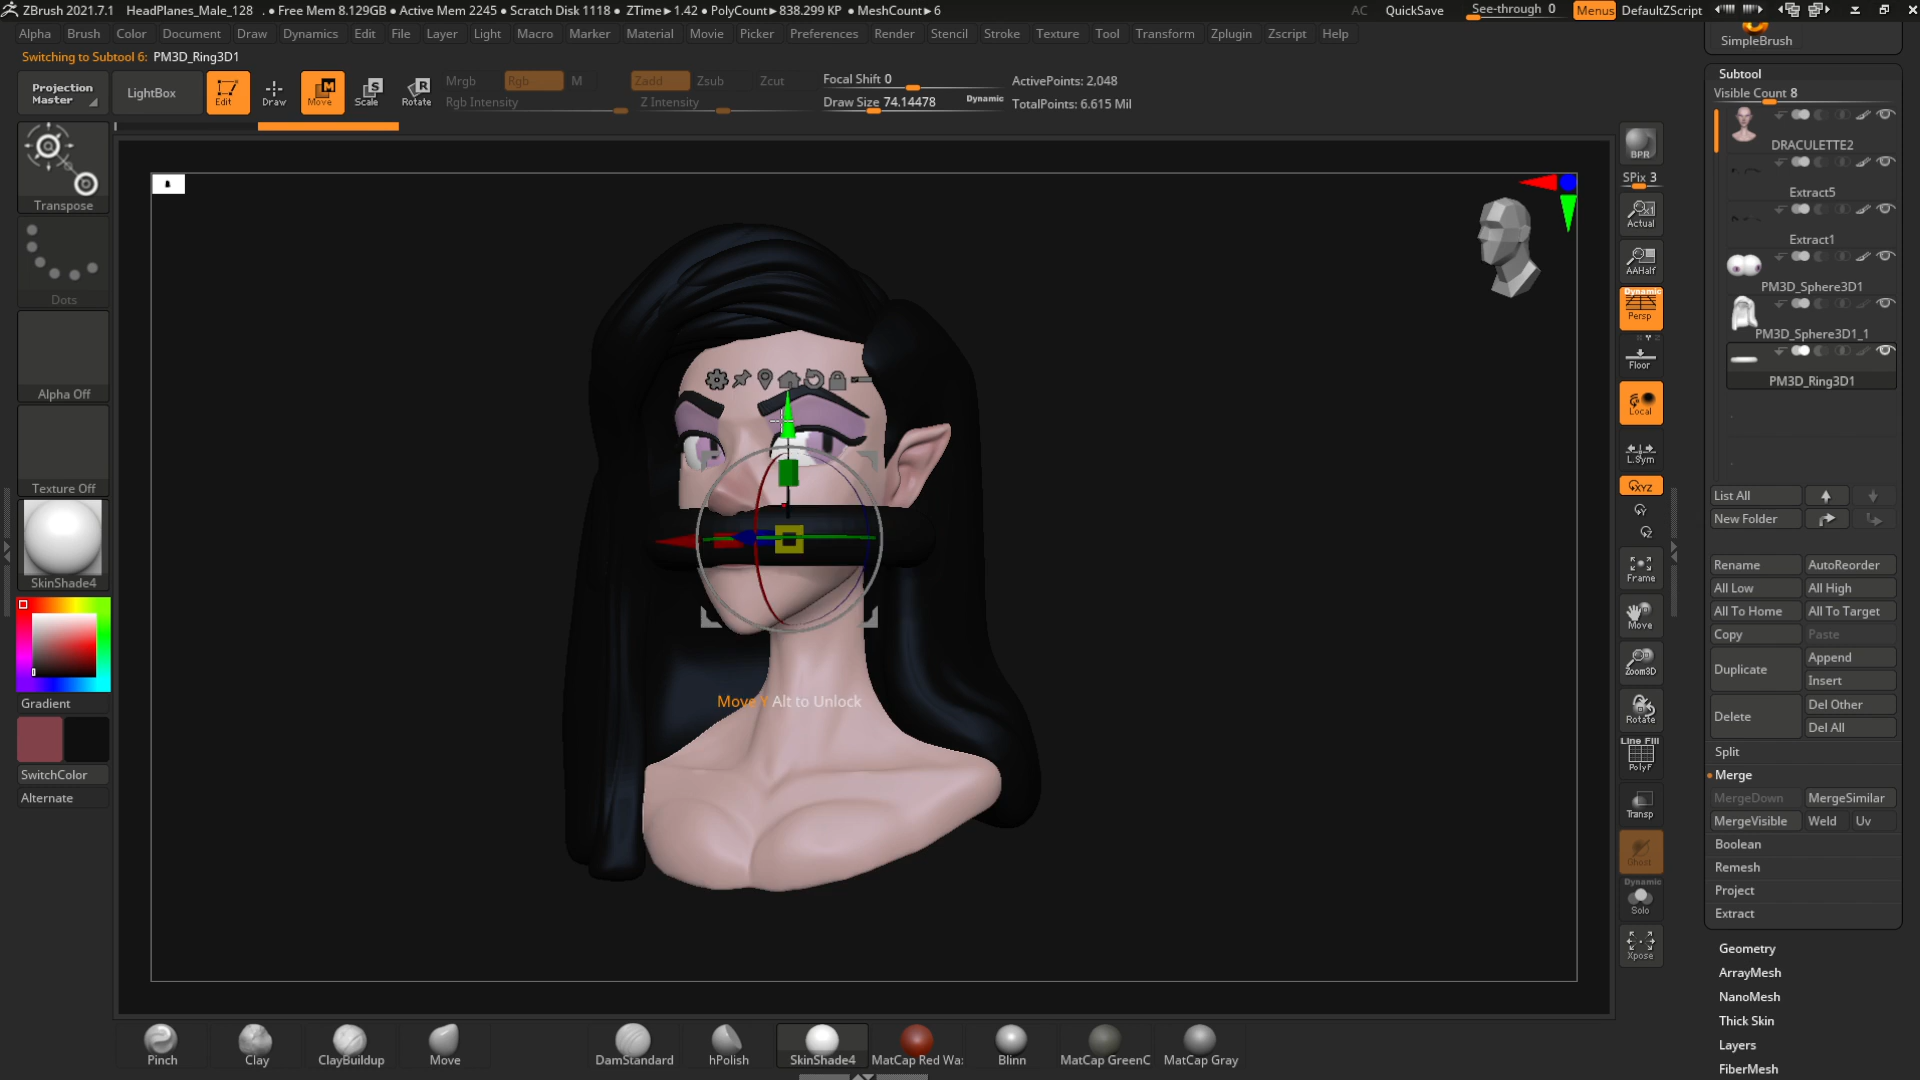 ZBrush 2021.7.1 HeadPlanes_Male_128 . • Free Mem 8.129GB • Active Mem 2245 • Scratch Disk 1118 • ZTime▸1.42 • PolyCount▸838.299 KP • MeshCount▸6 AC QuickSave See-through 0 Menus DefaultZScript
Alpha Brush Color Document Draw Dynamics Edit File Layer Light Macro Marker Material Movie Picker Preferences Render Stencil Stroke Texture Tool Transform Zplugin Zscript Help
Switching to Subtool 6: PM3D_Ring3D1
Projection Master
LightBox
Edit
Draw
Move
Scale
Rotate
Mrgb Rgb M
Rgb Intensity
Zadd Zsub Zcut
Z Intensity
Focal Shift 0
Draw Size 74.14478 Dynamic
ActivePoints: 2,048
TotalPoints: 6.615 Mil
Transpose
Dots
Alpha Off
Texture Off
SkinShade4
Gradient
SwitchColor
Alternate
Move Y Alt to Unlock
BPR
SPix 3
Actual
AAHalf
Dynamic
Persp
Floor
Local
L.Sym
XYZ
Y
Z
Frame
Move
Zoom3D
Rotate
Line Fill
PolyF
Transp
Ghost
Dynamic
Solo
Xpose
SimpleBrush
Subtool
Visible Count 8
DRACULETTE2
Extract5
Extract1
PM3D_Sphere3D1
PM3D_Sphere3D1_1
PM3D_Ring3D1
List All
New Folder
Rename AutoReorder
All Low All High
All To Home All To Target
Copy Paste
Duplicate Append
Insert
Delete Del Other
Del All
Split
Merge
MergeDown MergeSimilar
MergeVisible Weld Uv
Boolean
Remesh
Project
Extract
Geometry
ArrayMesh
NanoMesh
Thick Skin
Layers
FiberMesh
Pinch Clay ClayBuildup Move DamStandard hPolish SkinShade4 MatCap Red Wa: Blinn MatCap GreenC MatCap Gray